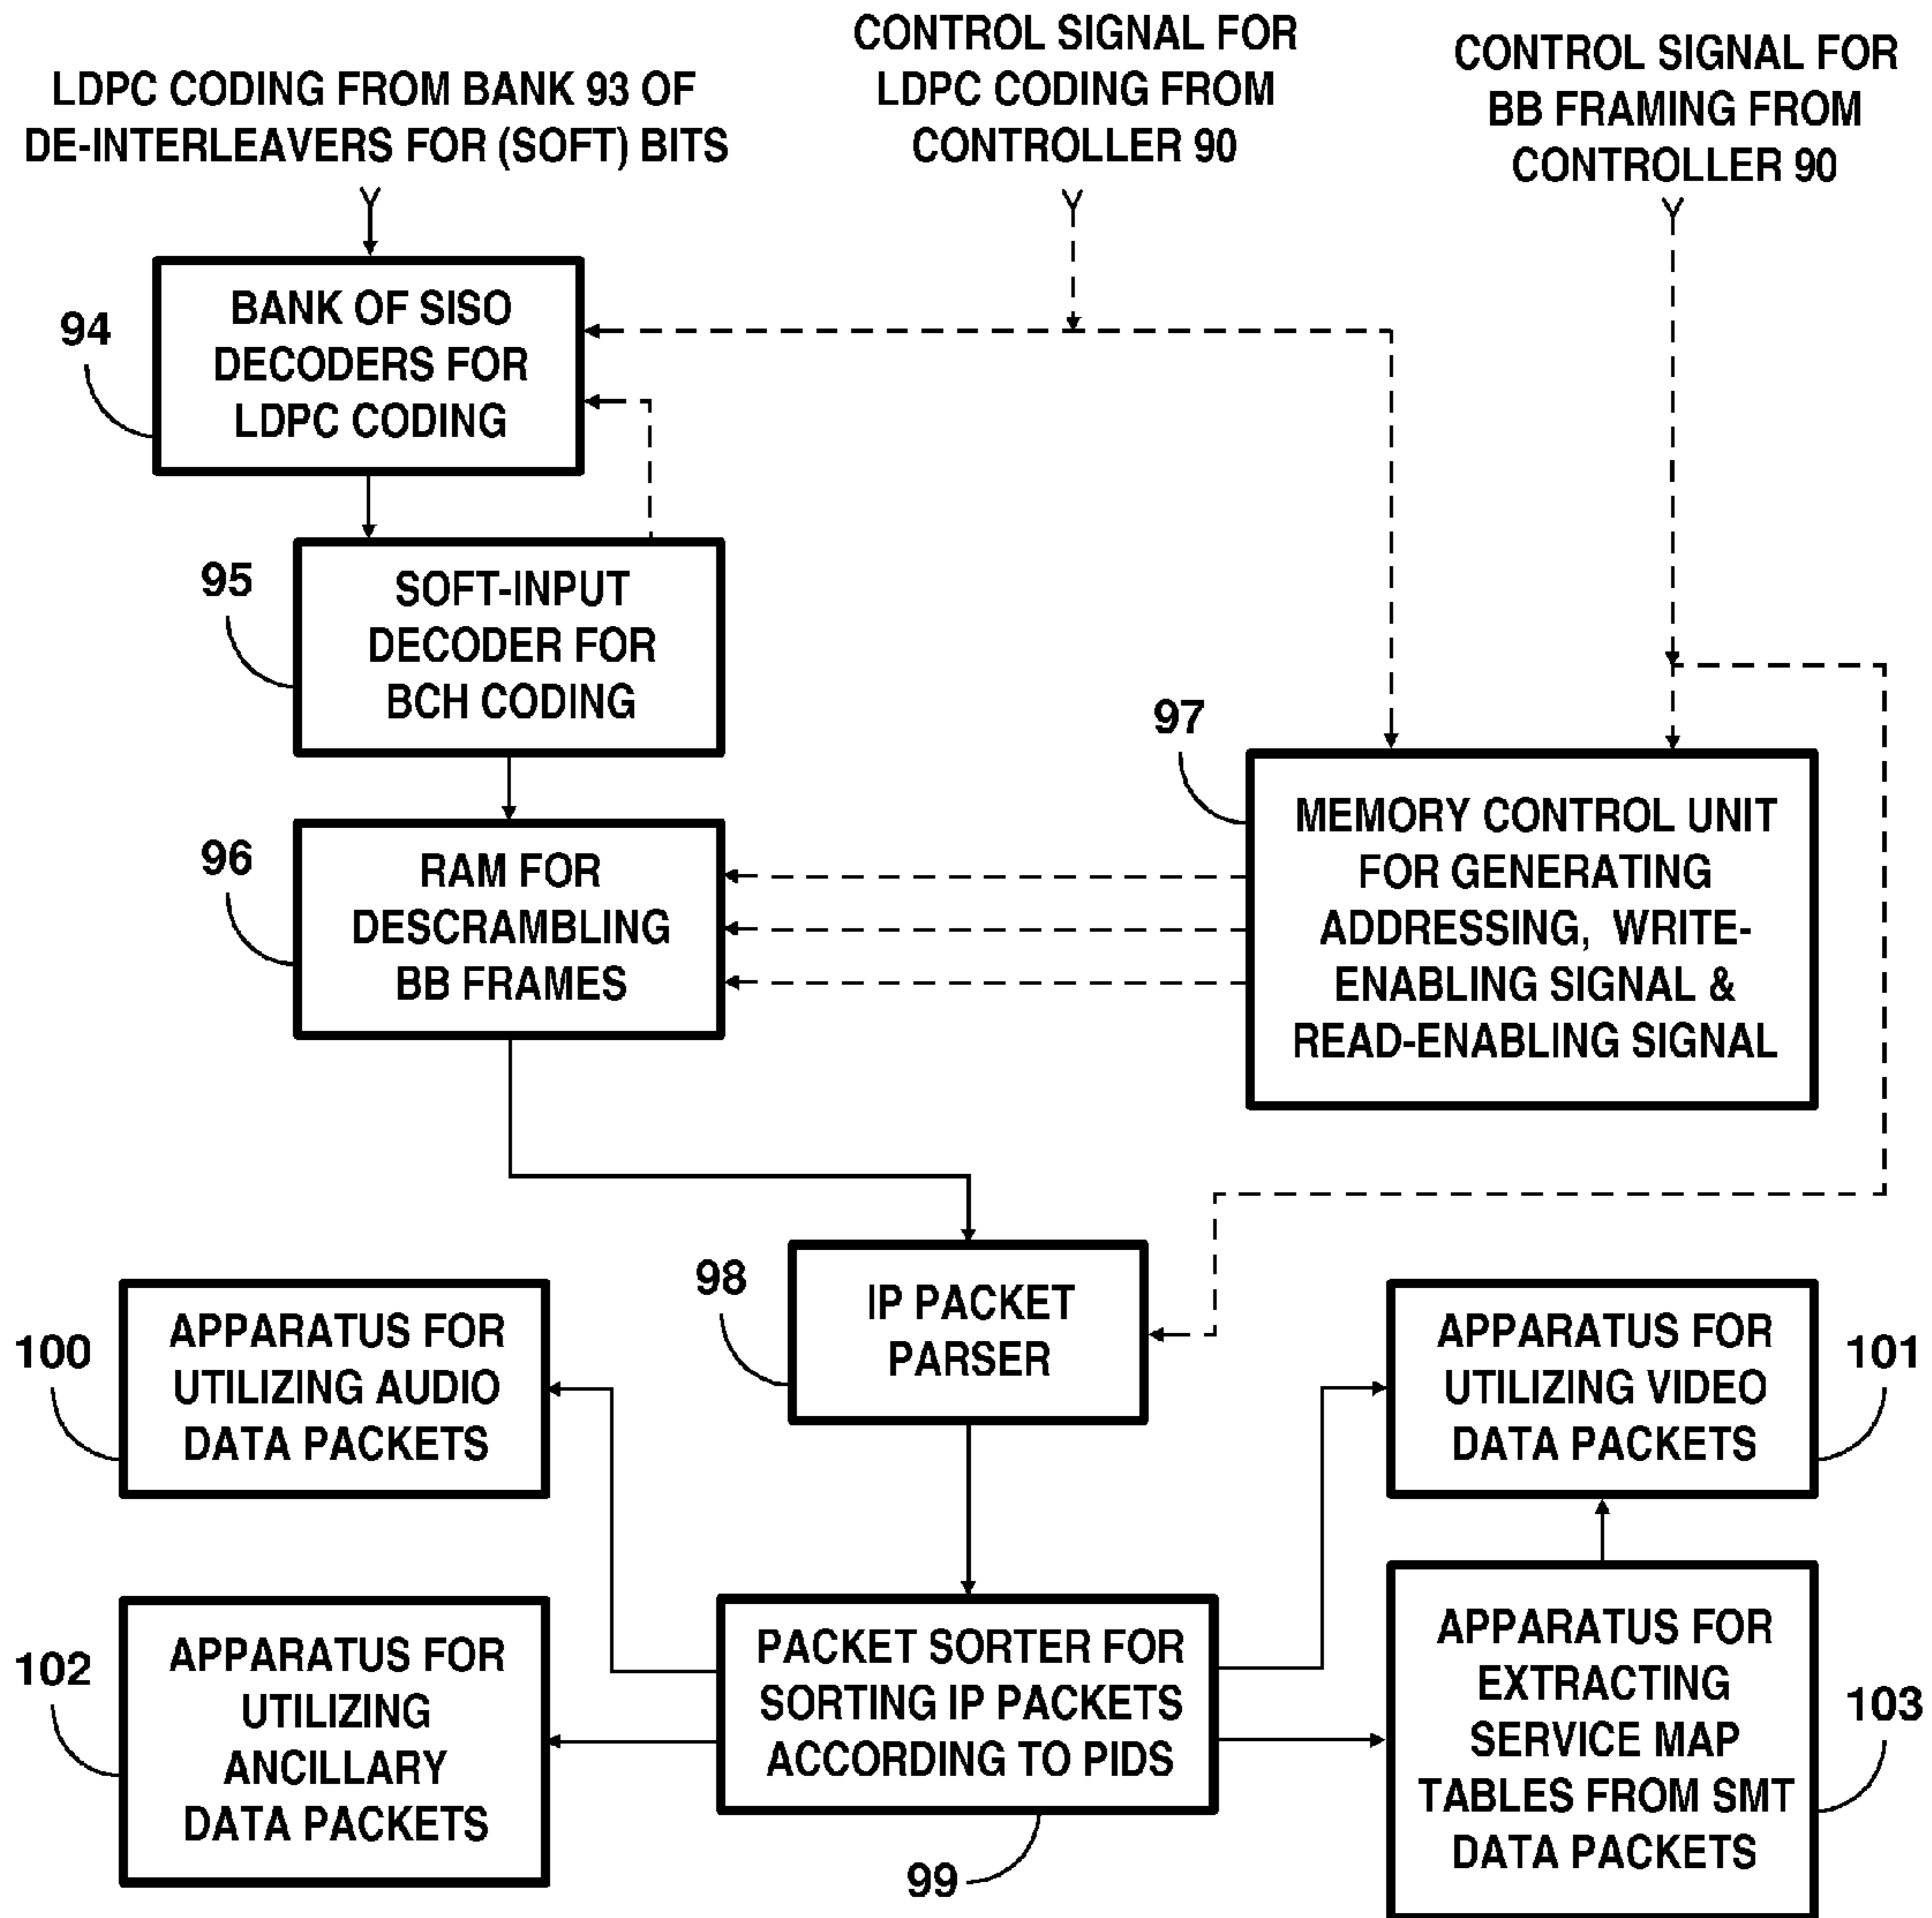 LDPC CODING FROM BANK 93 OF
DE-INTERLEAVERS FOR (SOFT) BITS
CONTROL SIGNAL FOR
LDPC CODING FROM
CONTROLLER 90
CONTROL SIGNAL FOR
BB FRAMING FROM
CONTROLLER 90
94
BANK OF SISO
DECODERS FOR
LDPC CODING
95
SOFT-INPUT
DECODER FOR
BCH CODING
96
RAM FOR
DESCRAMBLING
BB FRAMES
97
MEMORY CONTROL UNIT
FOR GENERATING
ADDRESSING, WRITE-
ENABLING SIGNAL &
READ-ENABLING SIGNAL
98
IP PACKET
PARSER
100
APPARATUS FOR
UTILIZING AUDIO
DATA PACKETS
APPARATUS FOR
UTILIZING VIDEO
DATA PACKETS
101
102
APPARATUS FOR
UTILIZING
ANCILLARY
DATA PACKETS
PACKET SORTER FOR
SORTING IP PACKETS
ACCORDING TO PIDS
99
APPARATUS FOR
EXTRACTING
SERVICE MAP
TABLES FROM SMT
DATA PACKETS
103